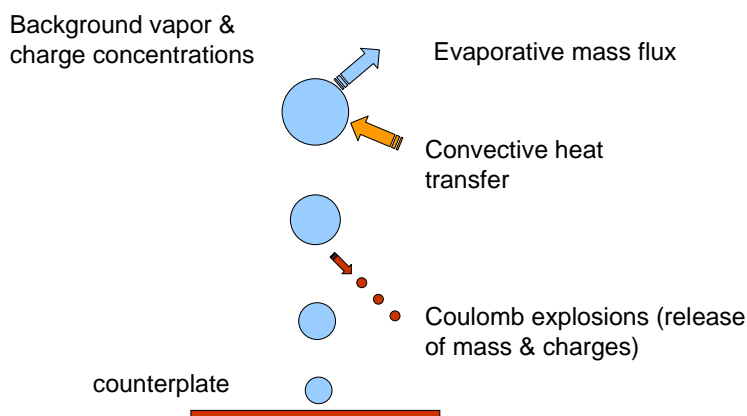 Background vapor &
charge concentrations
Evaporative mass flux
Convective heat
transfer
Coulomb explosions (release
of mass & charges)
counterplate